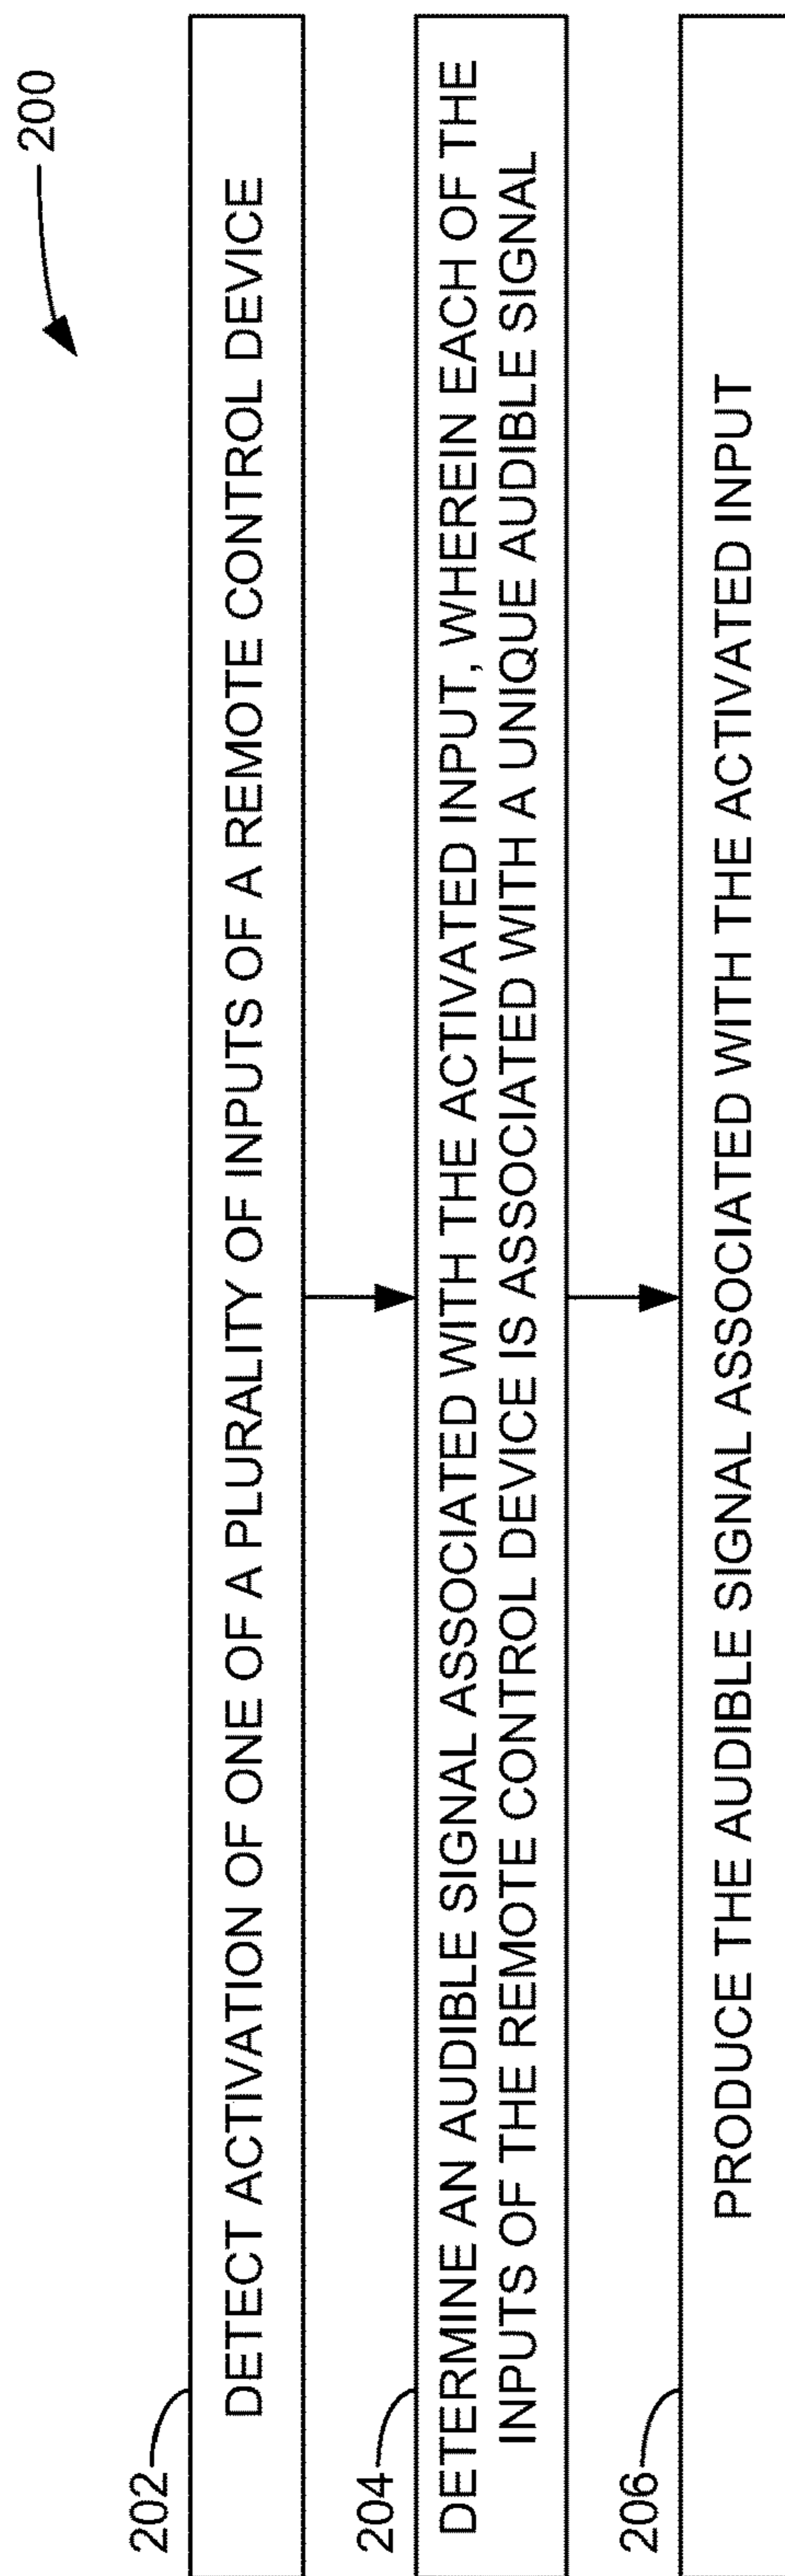 200
202
DETECT ACTIVATION OF ONE OF A PLURALITY OF INPUTS OF A REMOTE CONTROL DEVICE
204
DETERMINE AN AUDIBLE SIGNAL ASSOCIATED WITH THE ACTIVATED INPUT, WHEREIN EACH OF THE
INPUTS OF THE REMOTE CONTROL DEVICE IS ASSOCIATED WITH A UNIQUE AUDIBLE SIGNAL
206
PRODUCE THE AUDIBLE SIGNAL ASSOCIATED WITH THE ACTIVATED INPUT